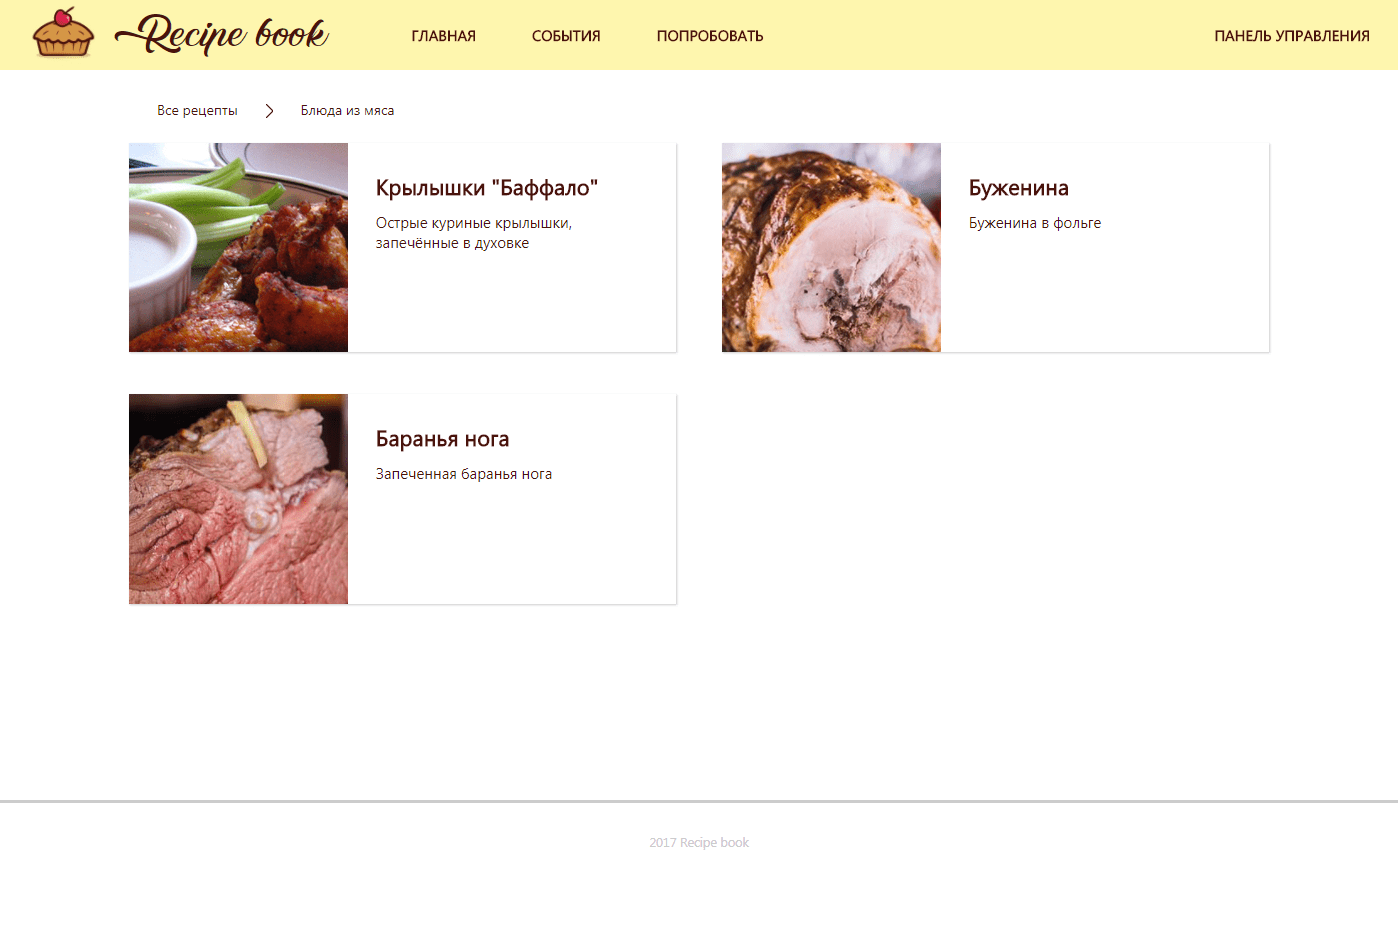 Recipe book
ГЛАВНАЯ
СОБЫТИЯ
ПОПРОБОВАТЬ
ПАНЕЛЬ УПРАВЛЕНИЯ
Все рецепты
Блюда из мяса
Крылышки "Баффало"
Острые куриные крылышки,
запечённые в духовке
Буженина
Буженина в фольге
Баранья нога
Запеченная баранья нога
2017 Recipe book